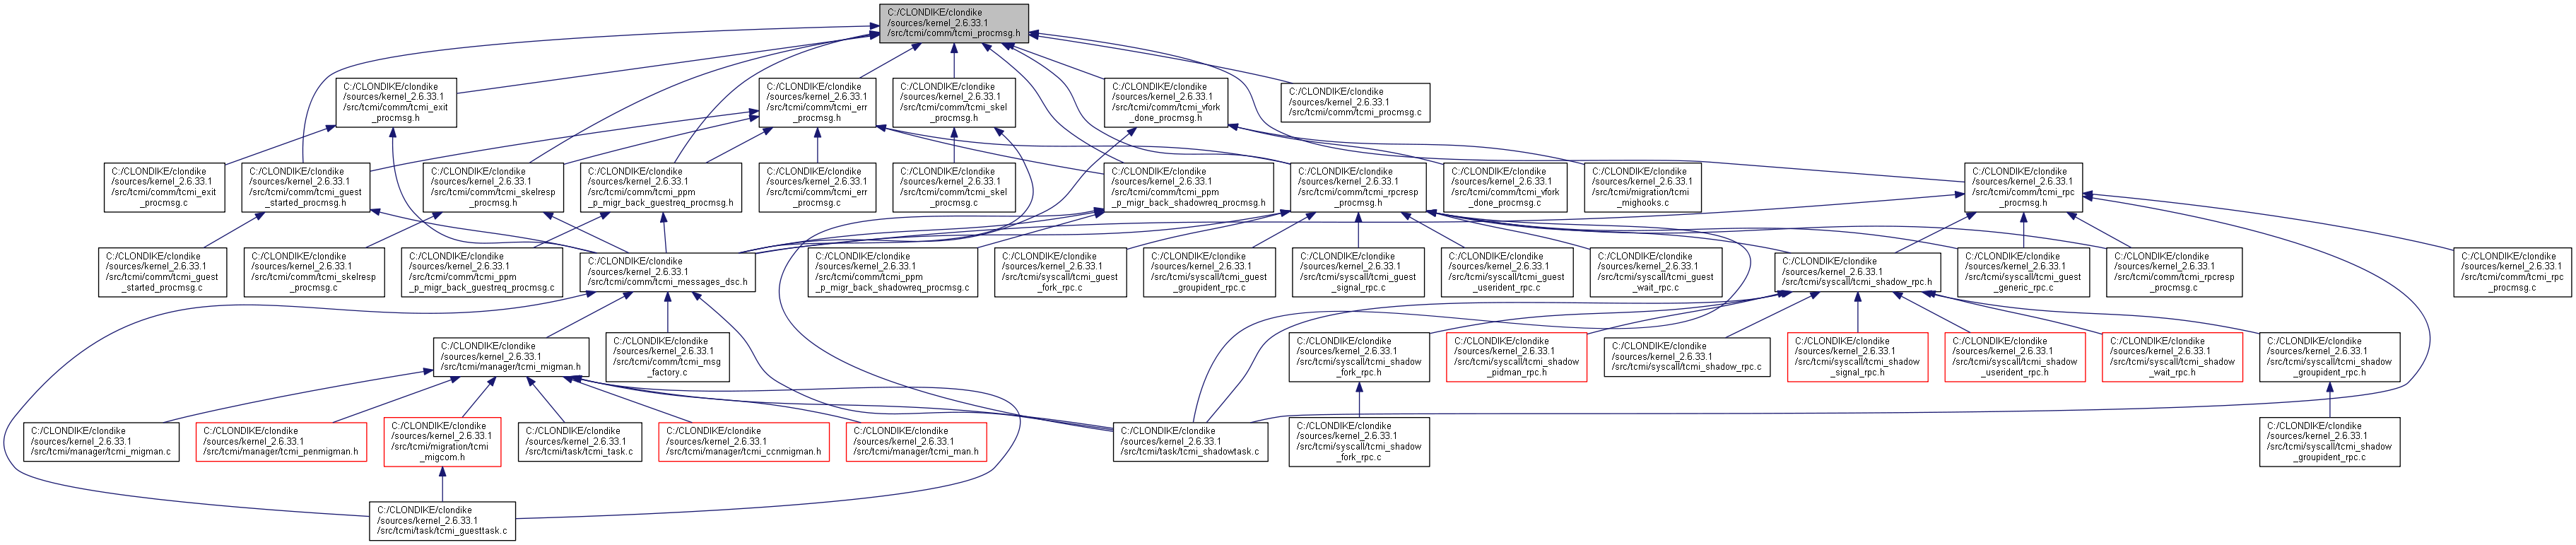 C:/CLONDIKE/clondike
/sources/kernel_2.6.33.1
/src/tcmi/comm/tcmi_procmsg.h
C:/CLONDIKE/clondike
/sources/kernel_2.6.33.1
/src/tcmi/comm/tcmi_exit
_procmsg.h
C:/CLONDIKE/clondike
/sources/kernel_2.6.33.1
/src/tcmi/comm/tcmi_err
_procmsg.h
C:/CLONDIKE/clondike
/sources/kernel_2.6.33.1
/src/tcmi/comm/tcmi_skel
_procmsg.h
C:/CLONDIKE/clondike
/sources/kernel_2.6.33.1
/src/tcmi/comm/tcmi_vfork
_done_procmsg.h
C:/CLONDIKE/clondike
/sources/kernel_2.6.33.1
/src/tcmi/comm/tcmi_procmsg.c
C:/CLONDIKE/clondike
/sources/kernel_2.6.33.1
/src/tcmi/comm/tcmi_exit
_procmsg.c
C:/CLONDIKE/clondike
/sources/kernel_2.6.33.1
/src/tcmi/comm/tcmi_guest
_started_procmsg.h
C:/CLONDIKE/clondike
/sources/kernel_2.6.33.1
/src/tcmi/comm/tcmi_skelresp
_procmsg.h
C:/CLONDIKE/clondike
/sources/kernel_2.6.33.1
/src/tcmi/comm/tcmi_ppm
_p_migr_back_guestreq_procmsg.h
C:/CLONDIKE/clondike
/sources/kernel_2.6.33.1
/src/tcmi/comm/tcmi_err
_procmsg.c
C:/CLONDIKE/clondike
/sources/kernel_2.6.33.1
/src/tcmi/comm/tcmi_skel
_procmsg.c
C:/CLONDIKE/clondike
/sources/kernel_2.6.33.1
/src/tcmi/comm/tcmi_ppm
_p_migr_back_shadowreq_procmsg.h
C:/CLONDIKE/clondike
/sources/kernel_2.6.33.1
/src/tcmi/comm/tcmi_rpcresp
_procmsg.h
C:/CLONDIKE/clondike
/sources/kernel_2.6.33.1
/src/tcmi/comm/tcmi_vfork
_done_procmsg.c
C:/CLONDIKE/clondike
/sources/kernel_2.6.33.1
/src/tcmi/migration/tcmi
_mighooks.c
C:/CLONDIKE/clondike
/sources/kernel_2.6.33.1
/src/tcmi/comm/tcmi_rpc
_procmsg.h
C:/CLONDIKE/clondike
/sources/kernel_2.6.33.1
/src/tcmi/comm/tcmi_guest
_started_procmsg.c
C:/CLONDIKE/clondike
/sources/kernel_2.6.33.1
/src/tcmi/comm/tcmi_skelresp
_procmsg.c
C:/CLONDIKE/clondike
/sources/kernel_2.6.33.1
/src/tcmi/comm/tcmi_ppm
_p_migr_back_guestreq_procmsg.c
C:/CLONDIKE/clondike
/sources/kernel_2.6.33.1
/src/tcmi/comm/tcmi_messages_dsc.h
C:/CLONDIKE/clondike
/sources/kernel_2.6.33.1
/src/tcmi/comm/tcmi_ppm
_p_migr_back_shadowreq_procmsg.c
C:/CLONDIKE/clondike
/sources/kernel_2.6.33.1
/src/tcmi/syscall/tcmi_guest
_fork_rpc.c
C:/CLONDIKE/clondike
/sources/kernel_2.6.33.1
/src/tcmi/syscall/tcmi_guest
_groupident_rpc.c
C:/CLONDIKE/clondike
/sources/kernel_2.6.33.1
/src/tcmi/syscall/tcmi_guest
_signal_rpc.c
C:/CLONDIKE/clondike
/sources/kernel_2.6.33.1
/src/tcmi/syscall/tcmi_guest
_userident_rpc.c
C:/CLONDIKE/clondike
/sources/kernel_2.6.33.1
/src/tcmi/syscall/tcmi_guest
_wait_rpc.c
C:/CLONDIKE/clondike
/sources/kernel_2.6.33.1
/src/tcmi/syscall/tcmi_shadow_rpc.h
C:/CLONDIKE/clondike
/sources/kernel_2.6.33.1
/src/tcmi/syscall/tcmi_guest
_generic_rpc.c
C:/CLONDIKE/clondike
/sources/kernel_2.6.33.1
/src/tcmi/comm/tcmi_rpcresp
_procmsg.c
C:/CLONDIKE/clondike
/sources/kernel_2.6.33.1
/src/tcmi/comm/tcmi_rpc
_procmsg.c
C:/CLONDIKE/clondike
/sources/kernel_2.6.33.1
/src/tcmi/manager/tcmi_migman.h
C:/CLONDIKE/clondike
/sources/kernel_2.6.33.1
/src/tcmi/comm/tcmi_msg
_factory.c
C:/CLONDIKE/clondike
/sources/kernel_2.6.33.1
/src/tcmi/syscall/tcmi_shadow
_fork_rpc.h
C:/CLONDIKE/clondike
/sources/kernel_2.6.33.1
/src/tcmi/syscall/tcmi_shadow
_pidman_rpc.h
C:/CLONDIKE/clondike
/sources/kernel_2.6.33.1
/src/tcmi/syscall/tcmi_shadow_rpc.c
C:/CLONDIKE/clondike
/sources/kernel_2.6.33.1
/src/tcmi/syscall/tcmi_shadow
_signal_rpc.h
C:/CLONDIKE/clondike
/sources/kernel_2.6.33.1
/src/tcmi/syscall/tcmi_shadow
_userident_rpc.h
C:/CLONDIKE/clondike
/sources/kernel_2.6.33.1
/src/tcmi/syscall/tcmi_shadow
_wait_rpc.h
C:/CLONDIKE/clondike
/sources/kernel_2.6.33.1
/src/tcmi/syscall/tcmi_shadow
_groupident_rpc.h
C:/CLONDIKE/clondike
/sources/kernel_2.6.33.1
/src/tcmi/manager/tcmi_migman.c
C:/CLONDIKE/clondike
/sources/kernel_2.6.33.1
/src/tcmi/manager/tcmi_penmigman.h
C:/CLONDIKE/clondike
/sources/kernel_2.6.33.1
/src/tcmi/migration/tcmi
_migcom.h
C:/CLONDIKE/clondike
/sources/kernel_2.6.33.1
/src/tcmi/task/tcmi_task.c
C:/CLONDIKE/clondike
/sources/kernel_2.6.33.1
/src/tcmi/manager/tcmi_ccnmigman.h
C:/CLONDIKE/clondike
/sources/kernel_2.6.33.1
/src/tcmi/manager/tcmi_man.h
C:/CLONDIKE/clondike
/sources/kernel_2.6.33.1
/src/tcmi/task/tcmi_shadowtask.c
C:/CLONDIKE/clondike
/sources/kernel_2.6.33.1
/src/tcmi/syscall/tcmi_shadow
_fork_rpc.c
C:/CLONDIKE/clondike
/sources/kernel_2.6.33.1
/src/tcmi/syscall/tcmi_shadow
_groupident_rpc.c
C:/CLONDIKE/clondike
/sources/kernel_2.6.33.1
/src/tcmi/task/tcmi_guesttask.c